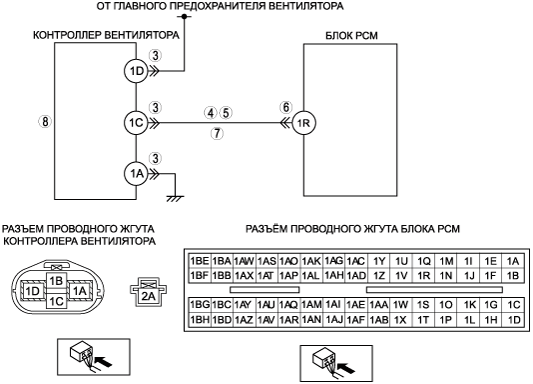 ОТ ГЛАВНОГО ПРЕДОХРАНИТЕЛЯ ВЕНТИЛЯТОРА
КОНТРОЛЛЕР ВЕНТИЛЯТОРА
БЛОК PCM
3
1D
3
4 5
6
8
1C
1R
7
3
1A
РАЗЪЕМ ПРОВОДНОГО ЖГУТА
КОНТРОЛЛЕРА ВЕНТИЛЯТОРА
РАЗЪЁМ ПРОВОДНОГО ЖГУТА БЛОКА PCM
1B
1D 1A
1C
2A
1BE 1BA 1AW 1AS 1AO 1AK 1AG 1AC 1Y 1U 1Q 1M 1I 1E 1A
1BF 1BB 1AX 1AT 1AP 1AL 1AH 1AD 1Z 1V 1R 1N 1J 1F 1B
1BG 1BC 1AY 1AU 1AQ 1AM 1AI 1AE 1AA 1W 1S 1O 1K 1G 1C
1BH 1BD 1AZ 1AV 1AR 1AN 1AJ 1AF 1AB 1X 1T 1P 1L 1H 1D